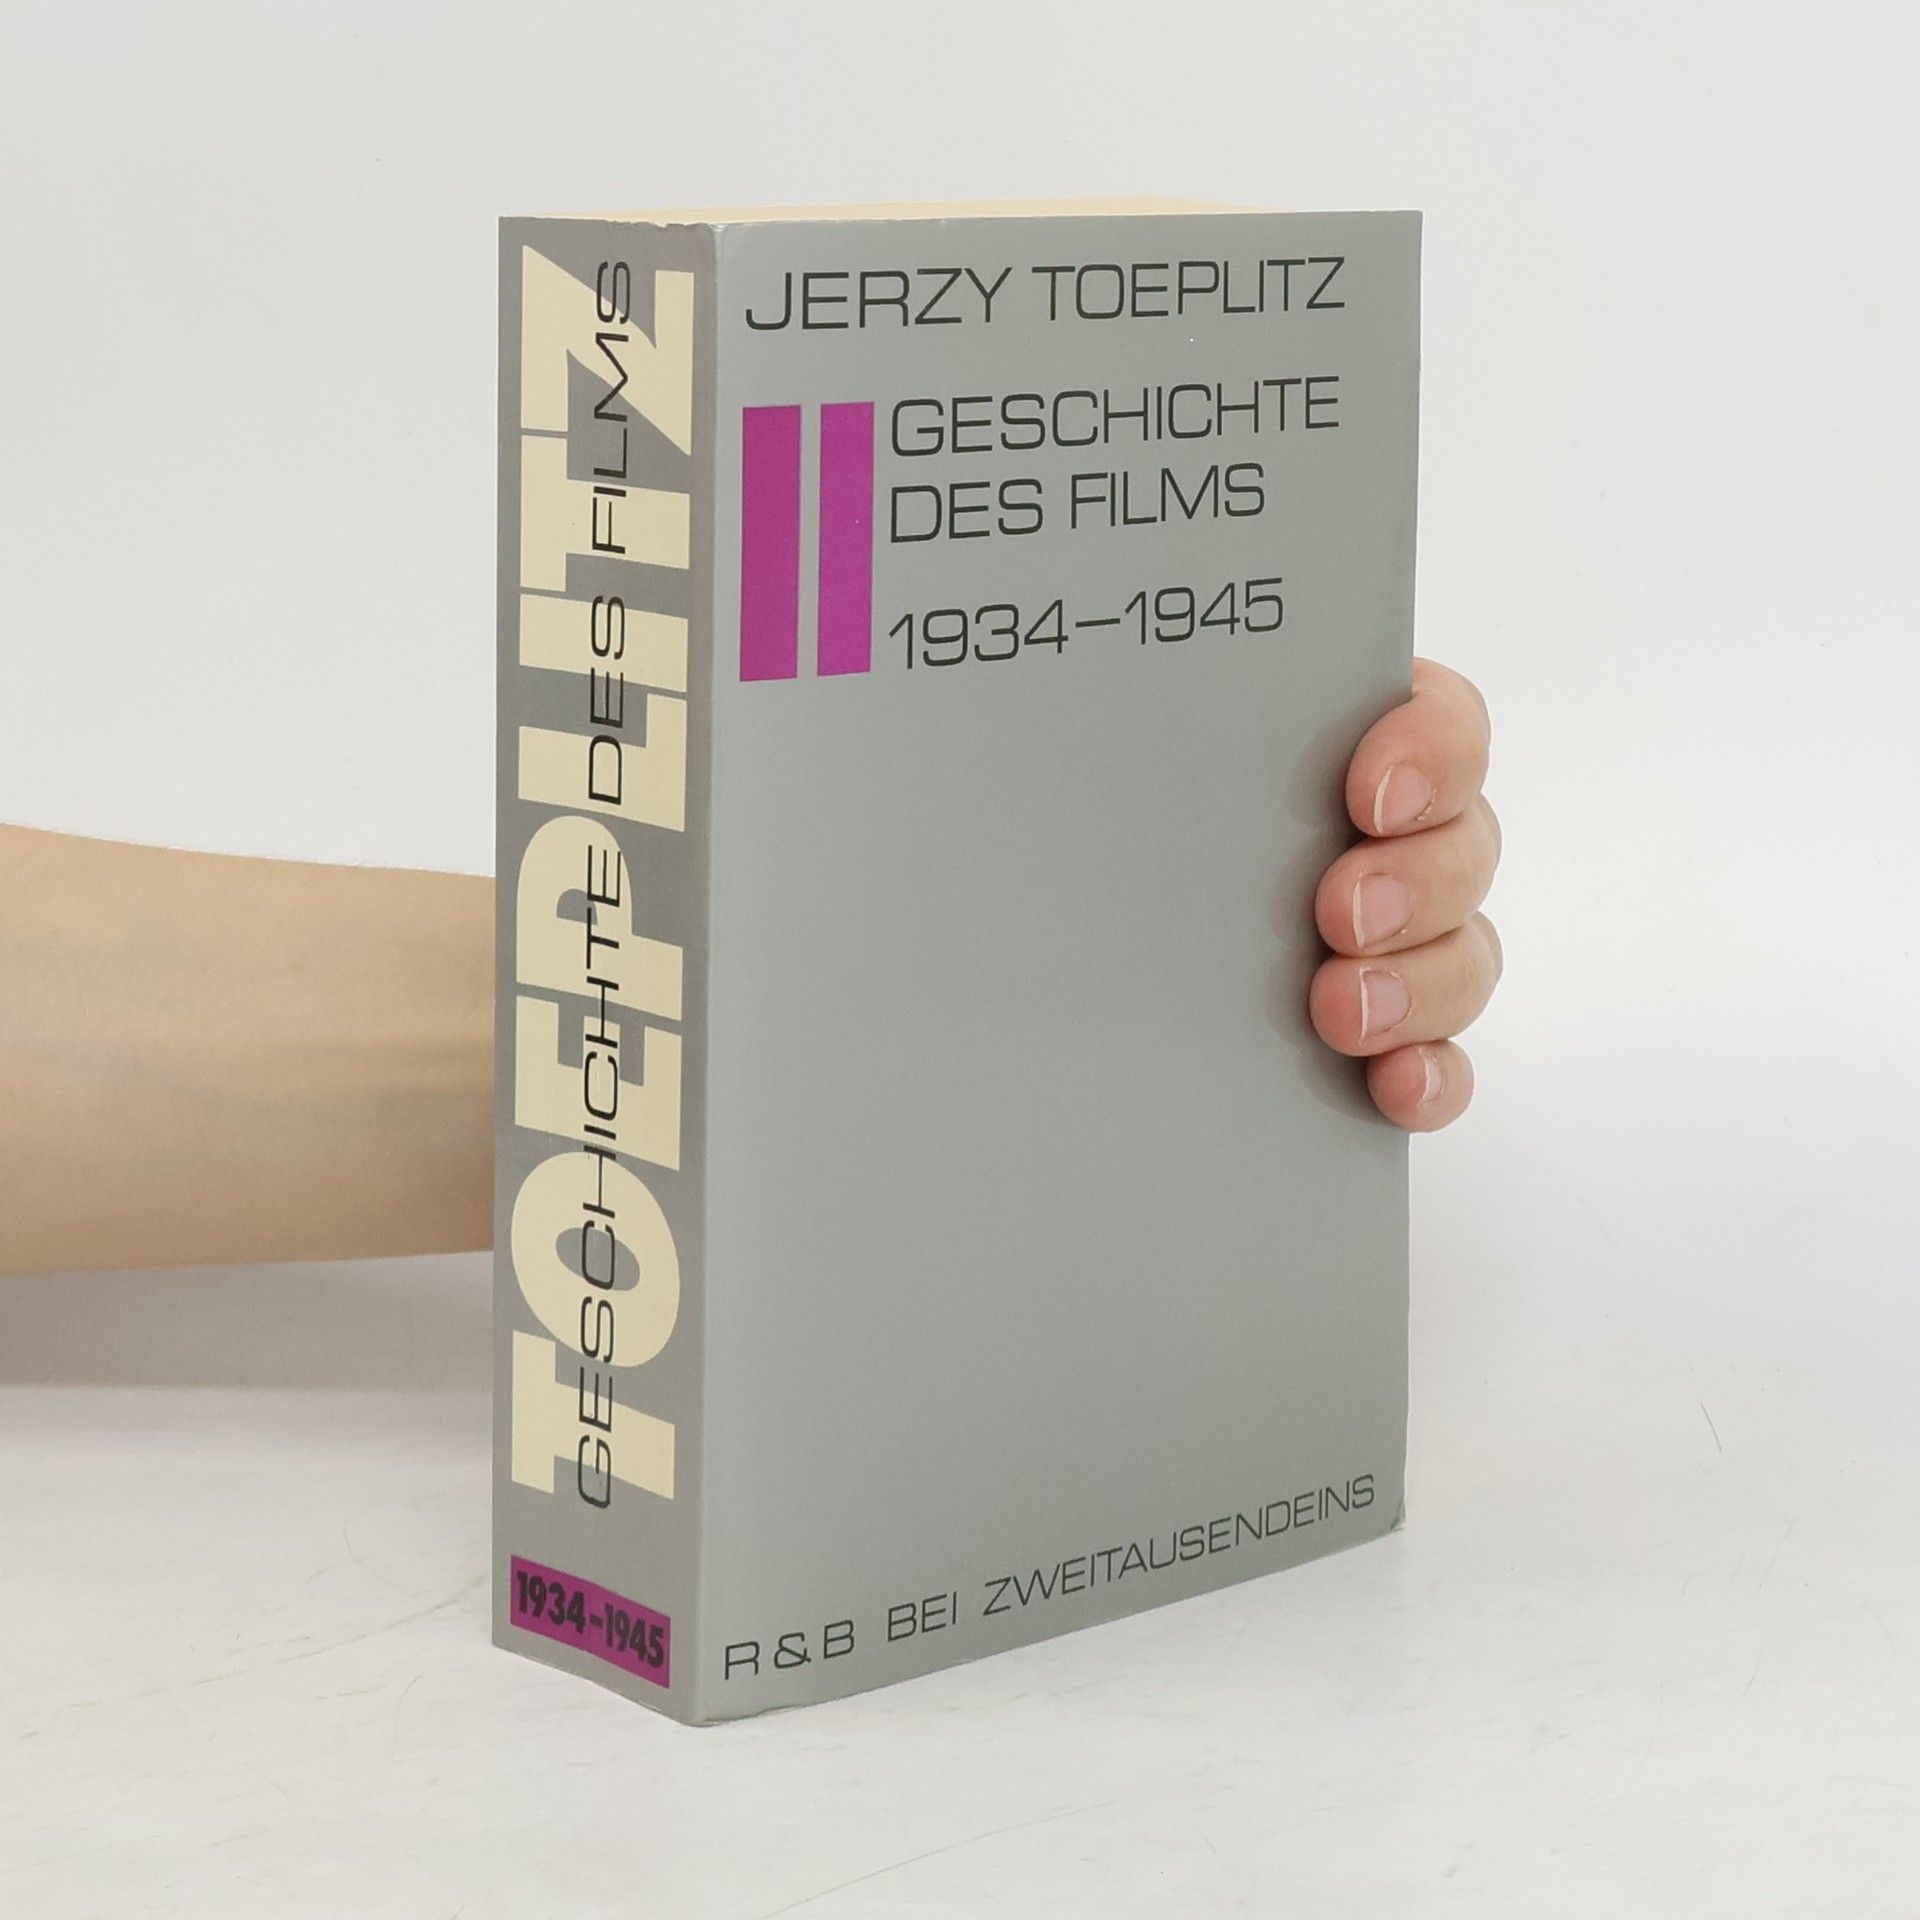 TOEPLITZ
GESCHICHTE DES FILMS
1934-1945
JERZY TOEPLITZ
II
GESCHICHTE
DES FILMS
1934–1945
R & B BEI ZWEITAUSENDEINS